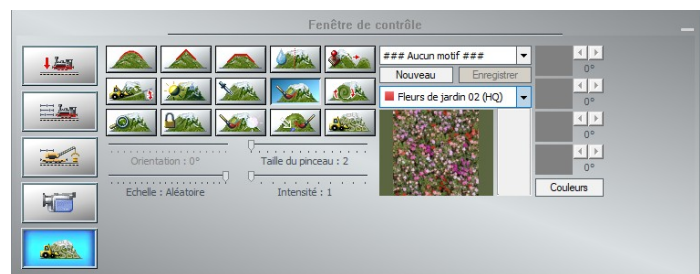 Fenêtre de contrôle
### Aucun motif ###
Nouveau Enregistrer
Fleurs de jardin 02 (HQ)
0°
0°
0°
0°
Orientation : 0° Taille du pinceau : 2
Echelle : Aléatoire Intensité : 1
Couleurs